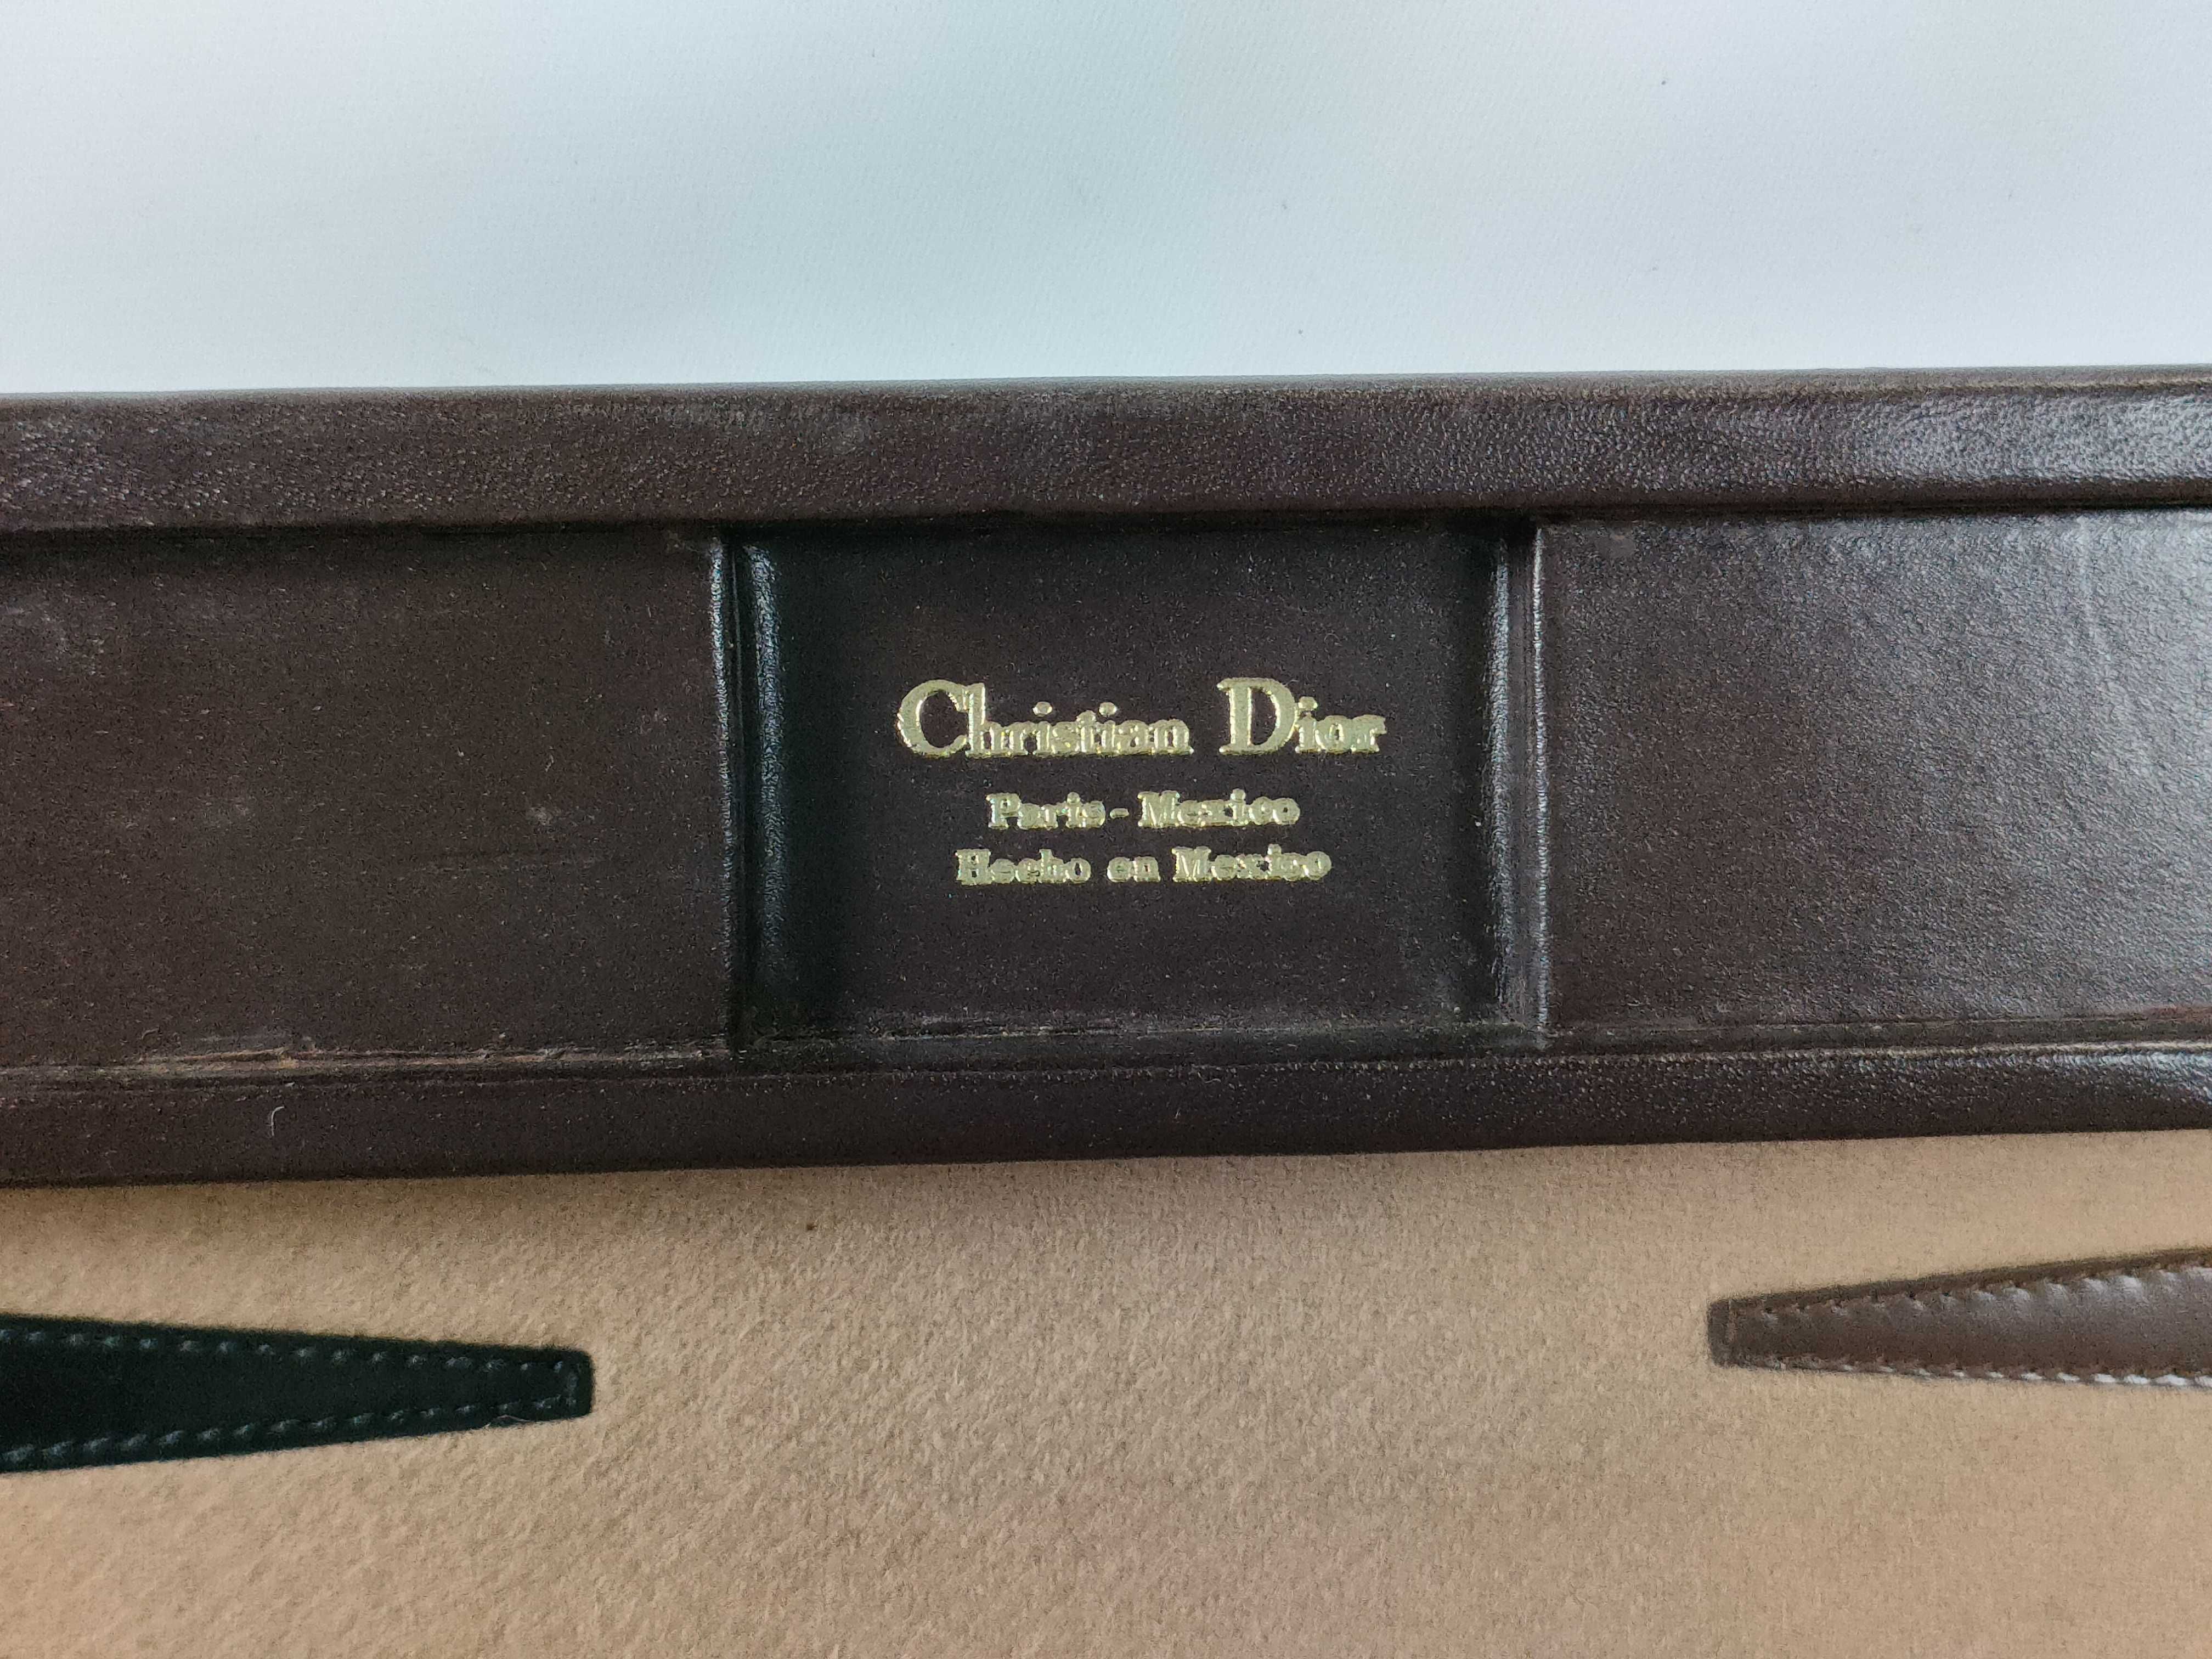 Christian Dior
Paris - Mexico
Hecho en Mexico